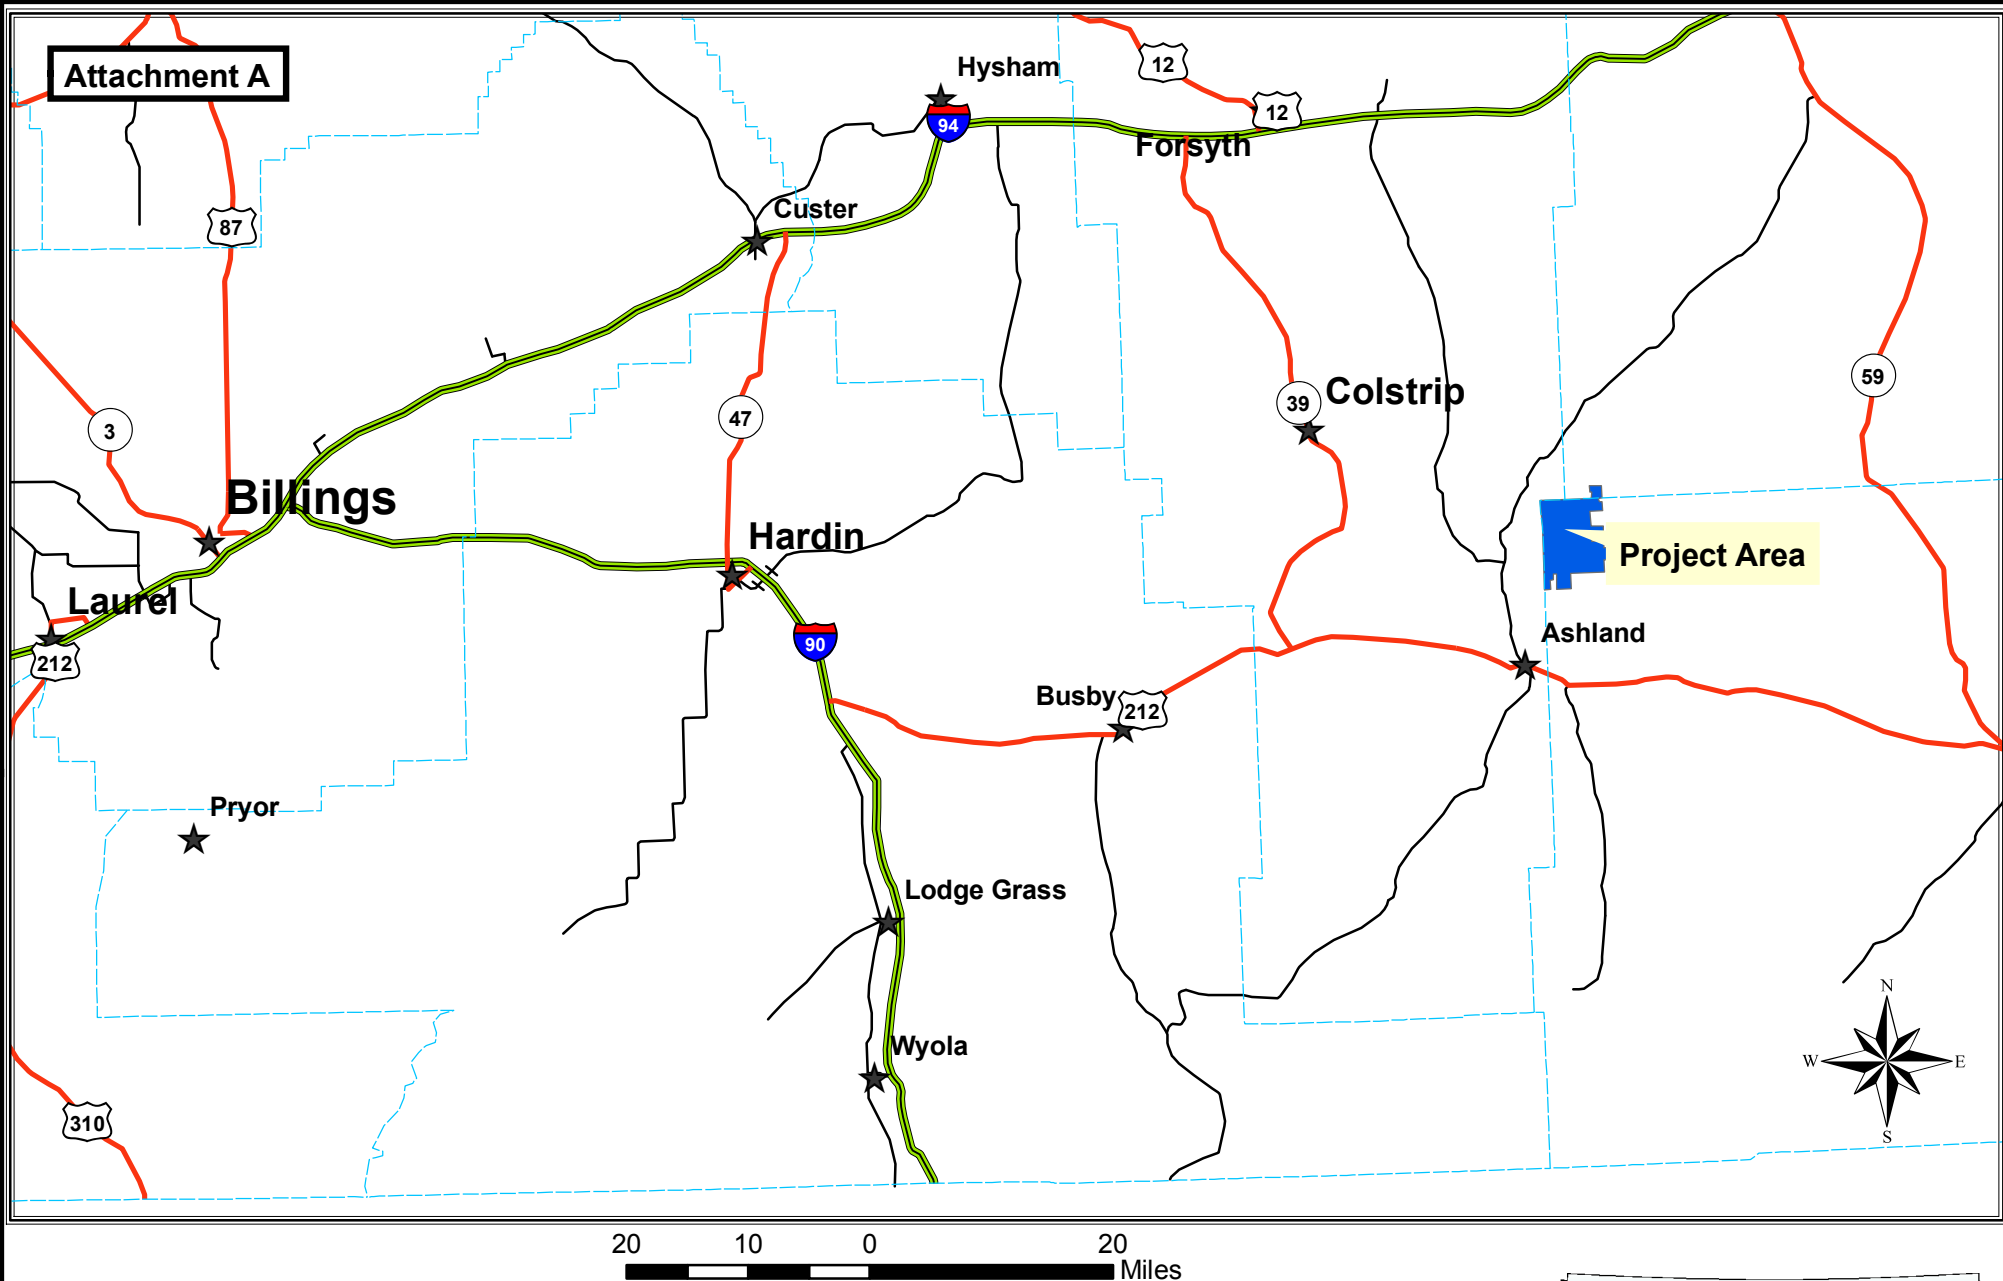 Attachment A
Hysham
12
12
94
Forsyth
87
Custer
59
39
Colstrip
47
3
Billings
Hardin
Project Area
Laurel
212
90
Ashland
Busby
212
Pryor
Lodge Grass
N
W
E
S
Wyola
310
20 10 0 20
Miles